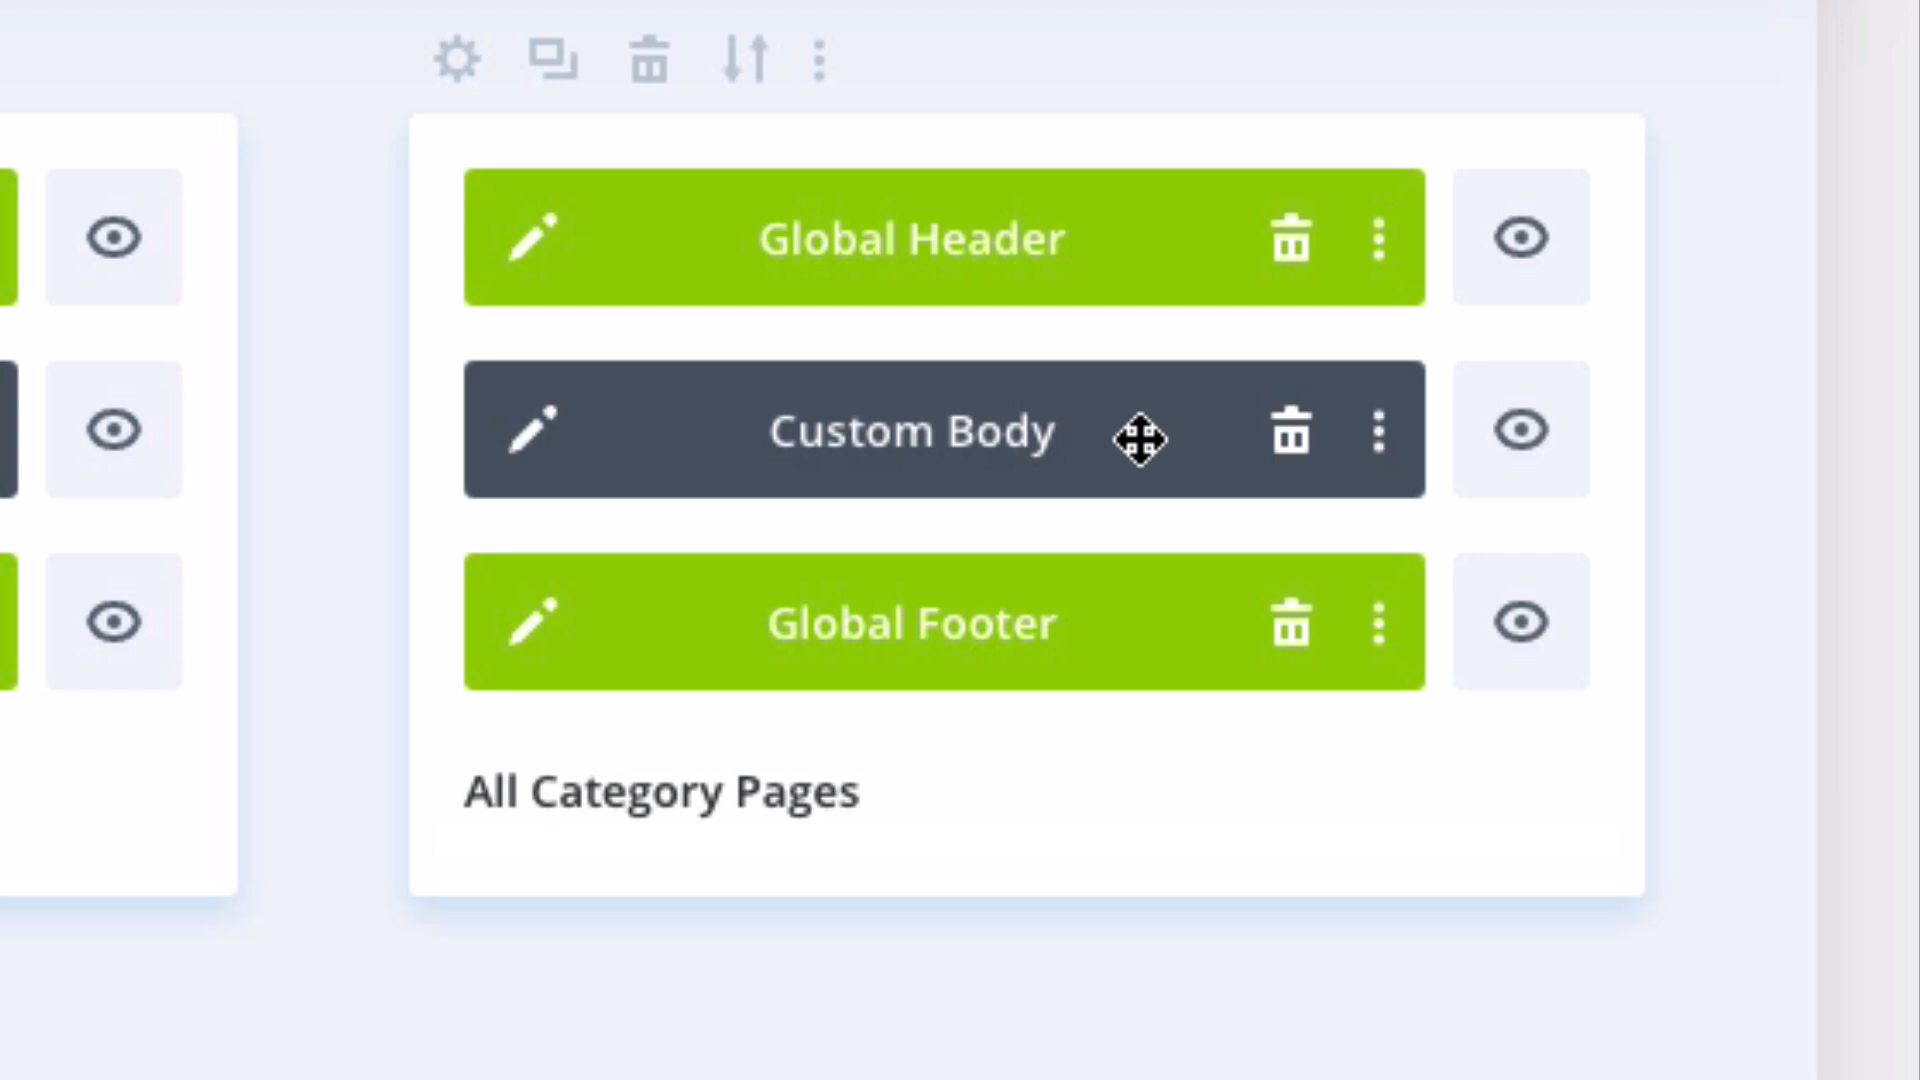 Global Header
Custom Body
Global Footer
All Category Pages